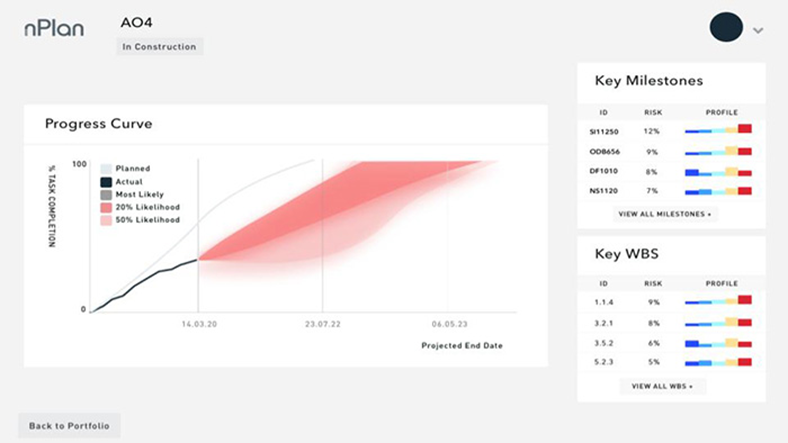 nPlan
AO4
In Construction
Progress Curve
% TASK COMPLETION
100
0
Planned
Actual
Most Likely
20% Likelihood
50% Likelihood
14.03.20
23.07.22
06.05.23
Projected End Date
Key Milestones
ID RISK PROFILE
SI11250 12%
ODB656 9%
DF1010 8%
NS1120 7%
VIEW ALL MILESTONES +
Key WBS
ID RISK PROFILE
1.1.4 9%
3.2.1 8%
3.5.2 6%
5.2.3 5%
VIEW ALL WBS +
Back to Portfolio